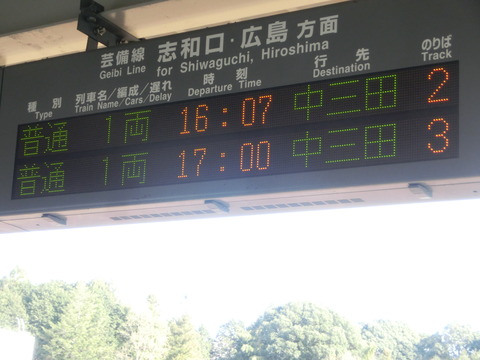 芸備線 志和口・広島 方面
Geibi Line for Shiwaguchi, Hiroshima
種別 列車名/編成/遅れ 時刻 行先 のりば
Type Train Name/Cars/Delay Departure Time Destination Track
普通 1両 16:07 中三田 2
普通 1両 17:00 中三田 3